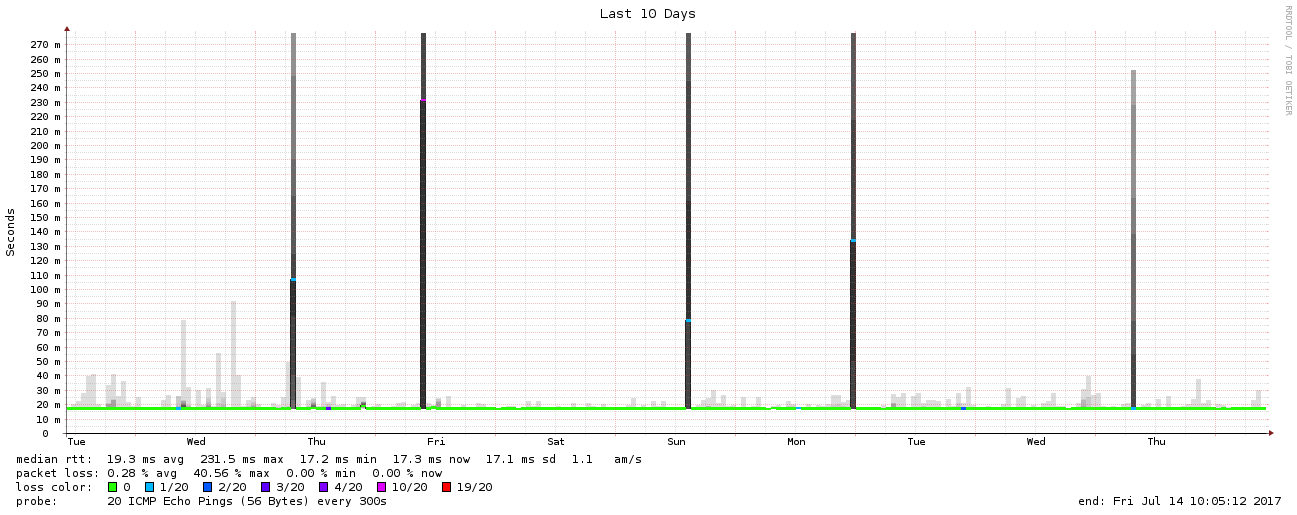 Last 10 Days
RRDTOOL / TOBI OETIKER
Seconds
270 m
260 m
250 m
240 m
230 m
220 m
210 m
200 m
190 m
180 m
170 m
160 m
150 m
140 m
130 m
120 m
110 m
100 m
90 m
80 m
70 m
60 m
50 m
40 m
30 m
20 m
10 m
0
Tue Wed Thu Fri Sat Sun Mon Tue Wed Thu
median rtt: 19.3 ms avg 231.5 ms max 17.2 ms min 17.3 ms now 17.1 ms sd 1.1 am/s
packet loss: 0.28 % avg 40.56 % max 0.00 % min 0.00 % now
loss color: 0 1/20 2/20 3/20 4/20 10/20 19/20
probe: 20 ICMP Echo Pings (56 Bytes) every 300s end: Fri Jul 14 10:05:12 2017